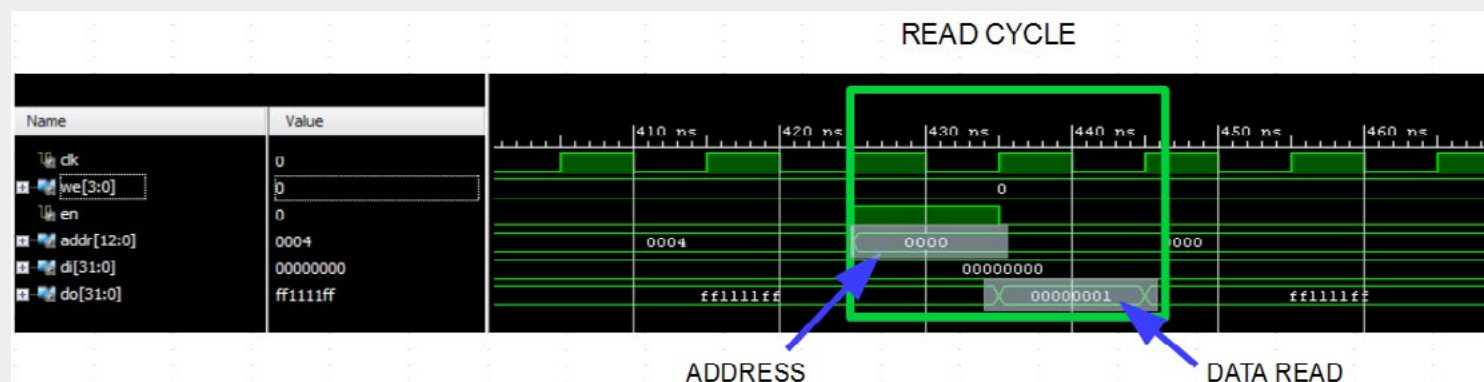 READ CYCLE
Name Value
410 ns 420 ns 430 ns 440 ns 450 ns 460 ns
clk 0
we[3:0] 0 0
en 0
addr[12:0] 0004 0004 0000 0000
di[31:0] 00000000 00000000
do[31:0] ff1111ff ff1111ff 00000001 ff1111ff
ADDRESS DATA READ